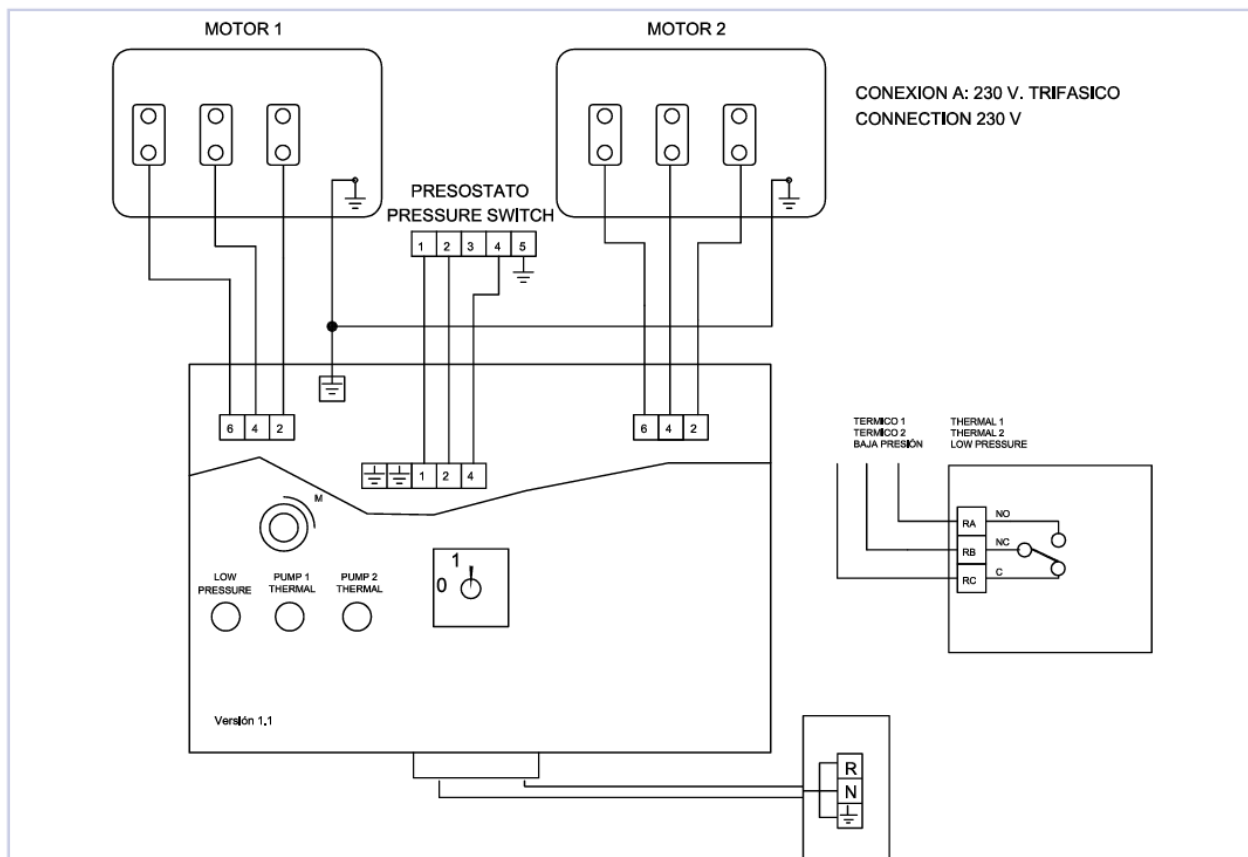 MOTOR 1
MOTOR 2
CONEXION A: 230 V. TRIFASICO
CONNECTION 230 V
PRESOSTATO
PRESSURE SWITCH
1 2 3 4 5
6 4 2
6 4 2
1 2 4
M
LOW
PRESSURE
PUMP 1
THERMAL
PUMP 2
THERMAL
1
0
Versión 1.1
TERMICO 1
TERMICO 2
BAJA PRESIÓN
THERMAL 1
THERMAL 2
LOW PRESSURE
RA NO
RB NC
RC C
R
N